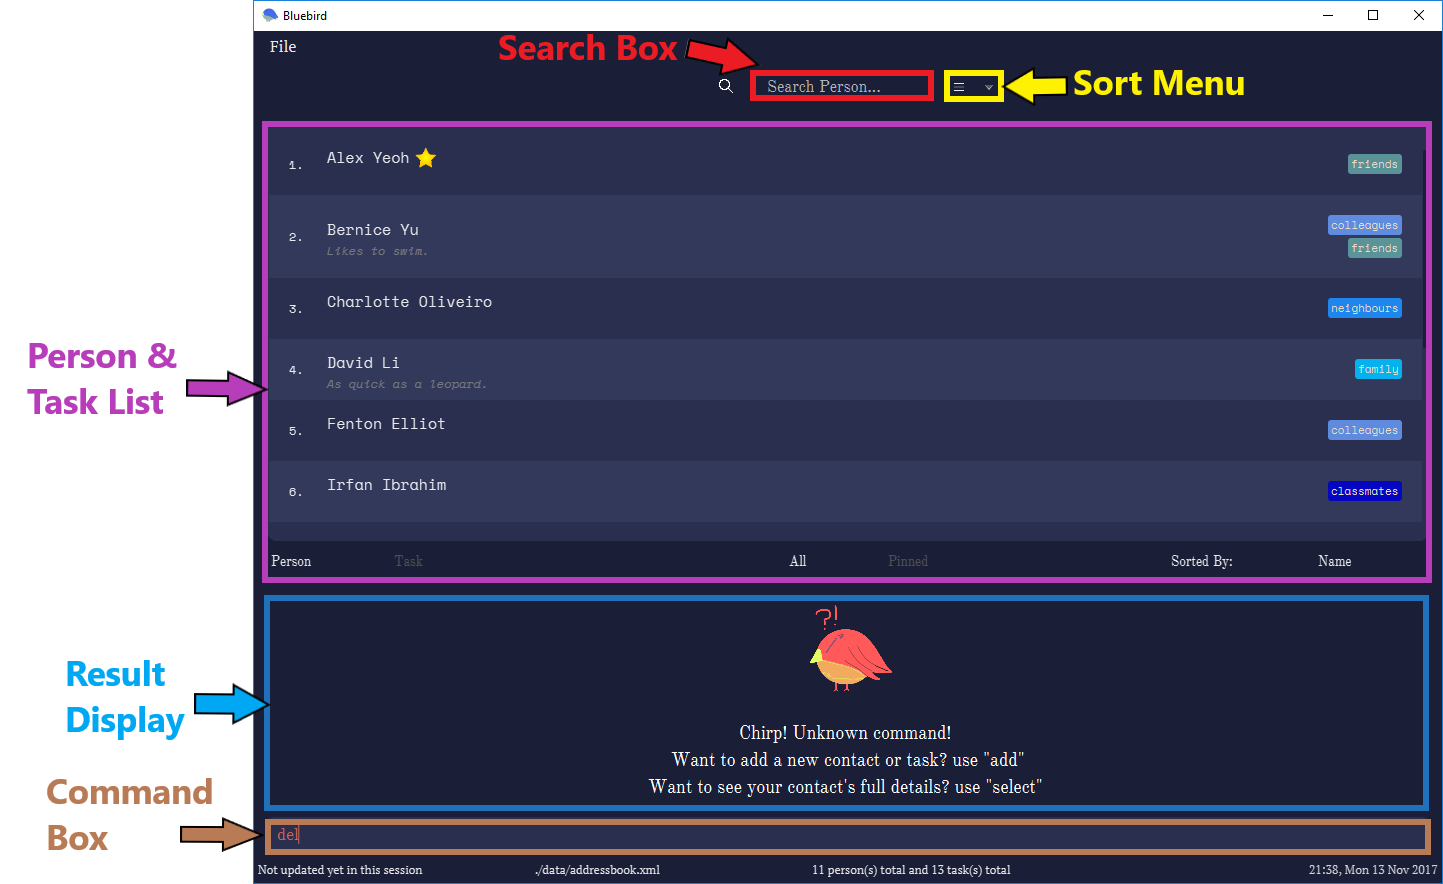 Bluebird
File
Search Box
Search Person...
Sort Menu
1. Alex Yeoh friends
2. Bernice Yu colleagues
Likes to swim. friends
3. Charlotte Oliveiro neighbours
Person &
Task List
4. David Li family
As quick as a leopard.
5. Fenton Elliot colleagues
6. Irfan Ibrahim classmates
Person Task All Pinned Sorted By: Name
?!
Result
Display
Chirp! Unknown command!
Want to add a new contact or task? use "add"
Want to see your contact's full details? use "select"
Command
Box
del
Not updated yet in this session ./data/addressbook.xml 11 person(s) total and 13 task(s) total 21:38, Mon 13 Nov 2017